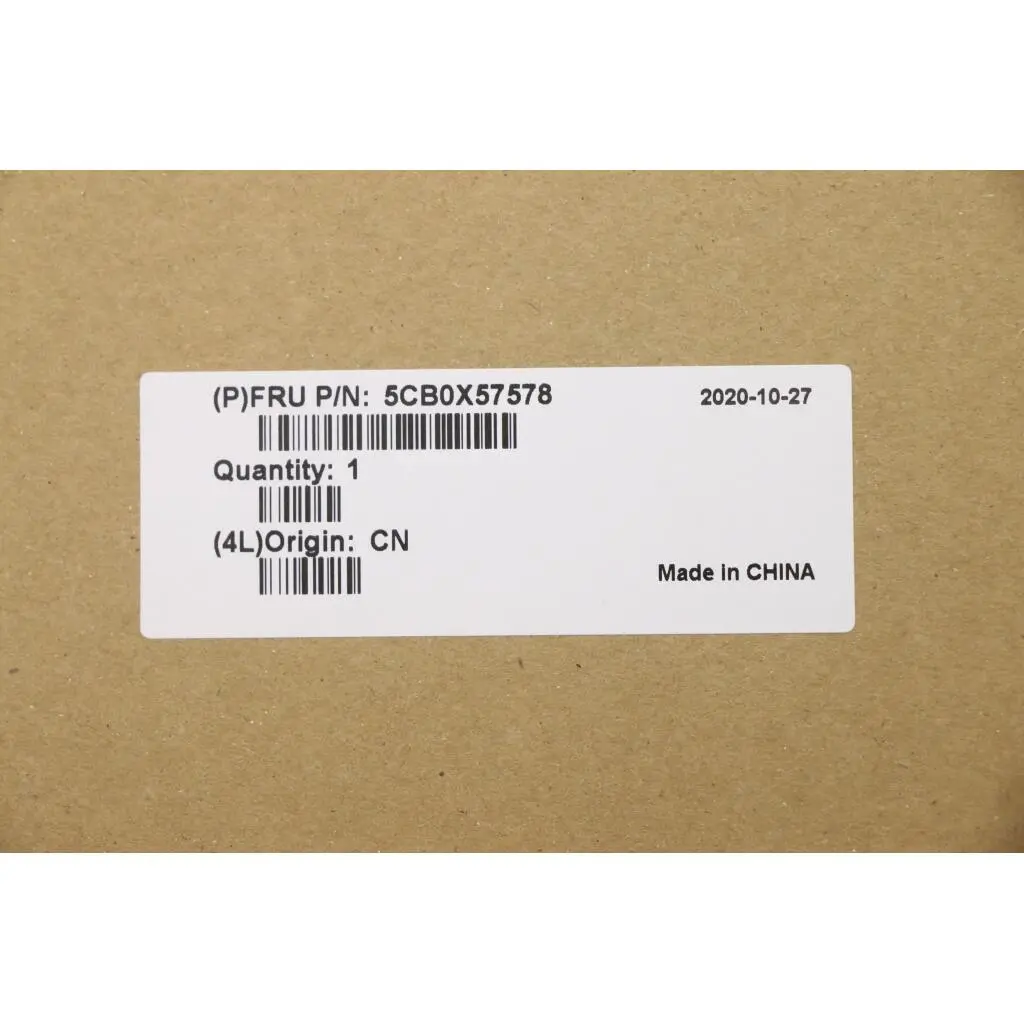 (P)FRU P/N: 5CB0X57578
2020-10-27
Quantity: 1
(4L)Origin: CN
Made in CHINA